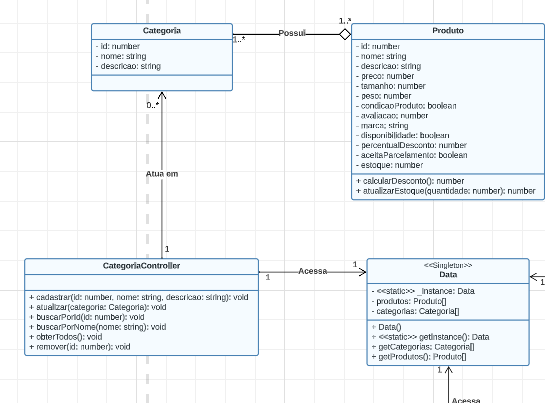 Categoria
- id: number
- nome: string
- descricao: string
1..*
Possui
1..*
Produto
- id: number
- nome: string
- descricao: string
- preco: number
- tamanho: number
- peso: number
- condicaoProduto: boolean
- avaliacao: number
- marca: string
- disponibilidade: boolean
- percentualDesconto: number
- aceitaParcelamento: boolean
- estoque: number
+ calcularDesconto(): number
+ atualizarEstoque(quantidade: number): number
0..*
Atua em
1
CategoriaController
+ cadastrar(id: number, nome: string, descricao: string): void
+ atualizar(categoria: Categoria): void
+ buscarPorId(id: number): void
+ buscarPorNome(nome: string): void
+ obterTodos(): void
+ remover(id: number): void
1
Acessa
1
<<Singleton>>
Data
- <<static>> _Instance: Data
- produtos: Produto[]
- categorias: Categoria[]
+ Data()
+ <<static>> getInstance(): Data
+ getCategorias: Categoria[]
+ getProdutos(): Produto[]
1
1
Acessa